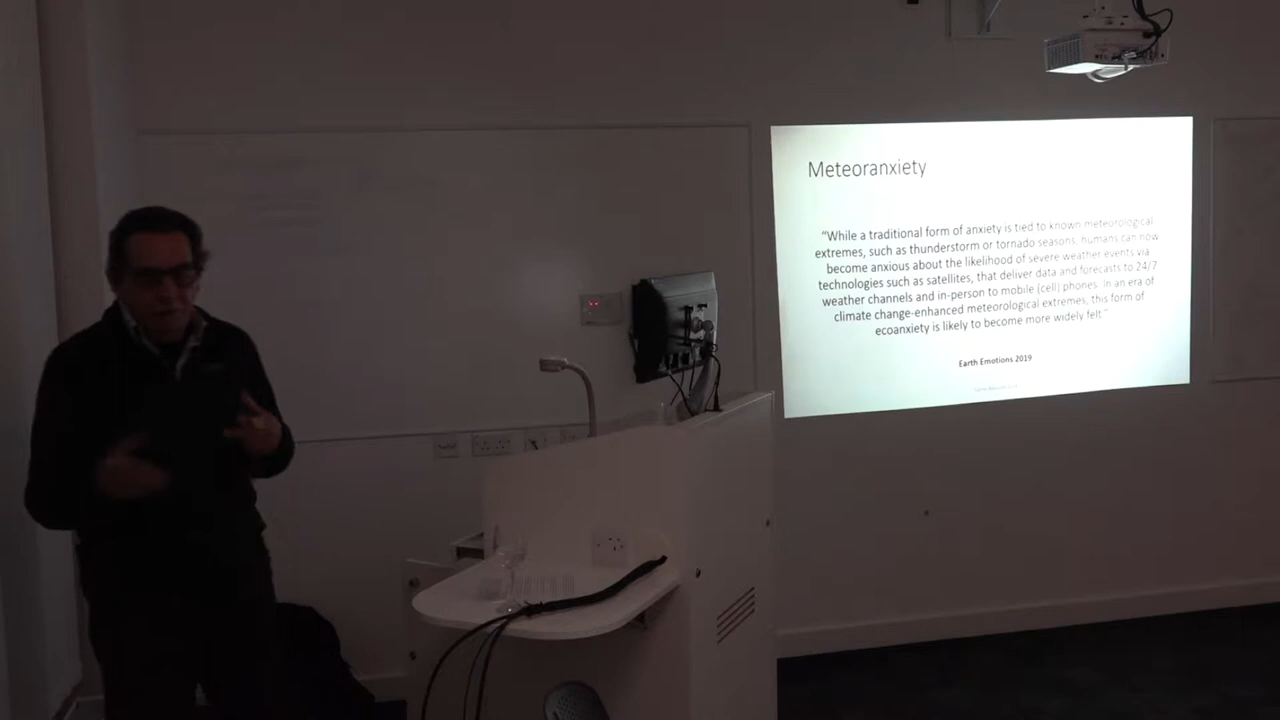 Meteoranxiety
“While a traditional form of anxiety is tied to known meteorological
extremes, such as thunderstorm or tornado seasons, humans can now
become anxious about the likelihood of severe weather events via
technologies such as satellites, that deliver data and forecasts to 24/7
weather channels and in-person to mobile (cell) phones. In an era of
climate change-enhanced meteorological extremes, this form of
ecoanxiety is likely to become more widely felt.”
Earth Emotions 2019